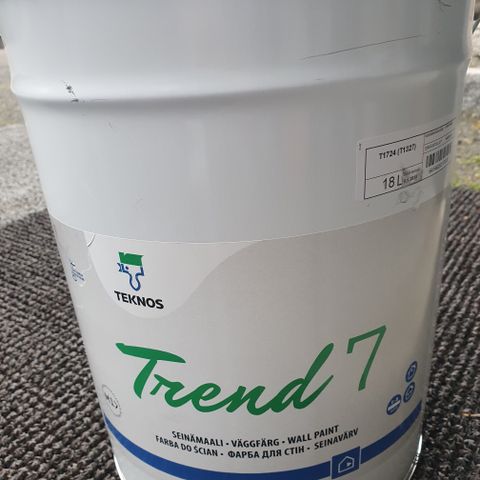 T1724 (T1327)
18 L
TEKNOS
Trend 7
SEINÄMAALI · VÄGGFÄRG · WALL PAINT
FARBA DO ŚCIAN · ФАРБА ДЛЯ СТІН · SEINAVÄRV